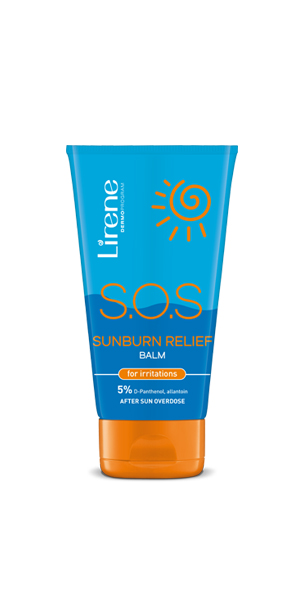 Lirene
DERMOPROGRAM
S.O.S
SUNBURN RELIEF
BALM
for irritations
5% D-Panthenol, allantoin
AFTER SUN OVERDOSE